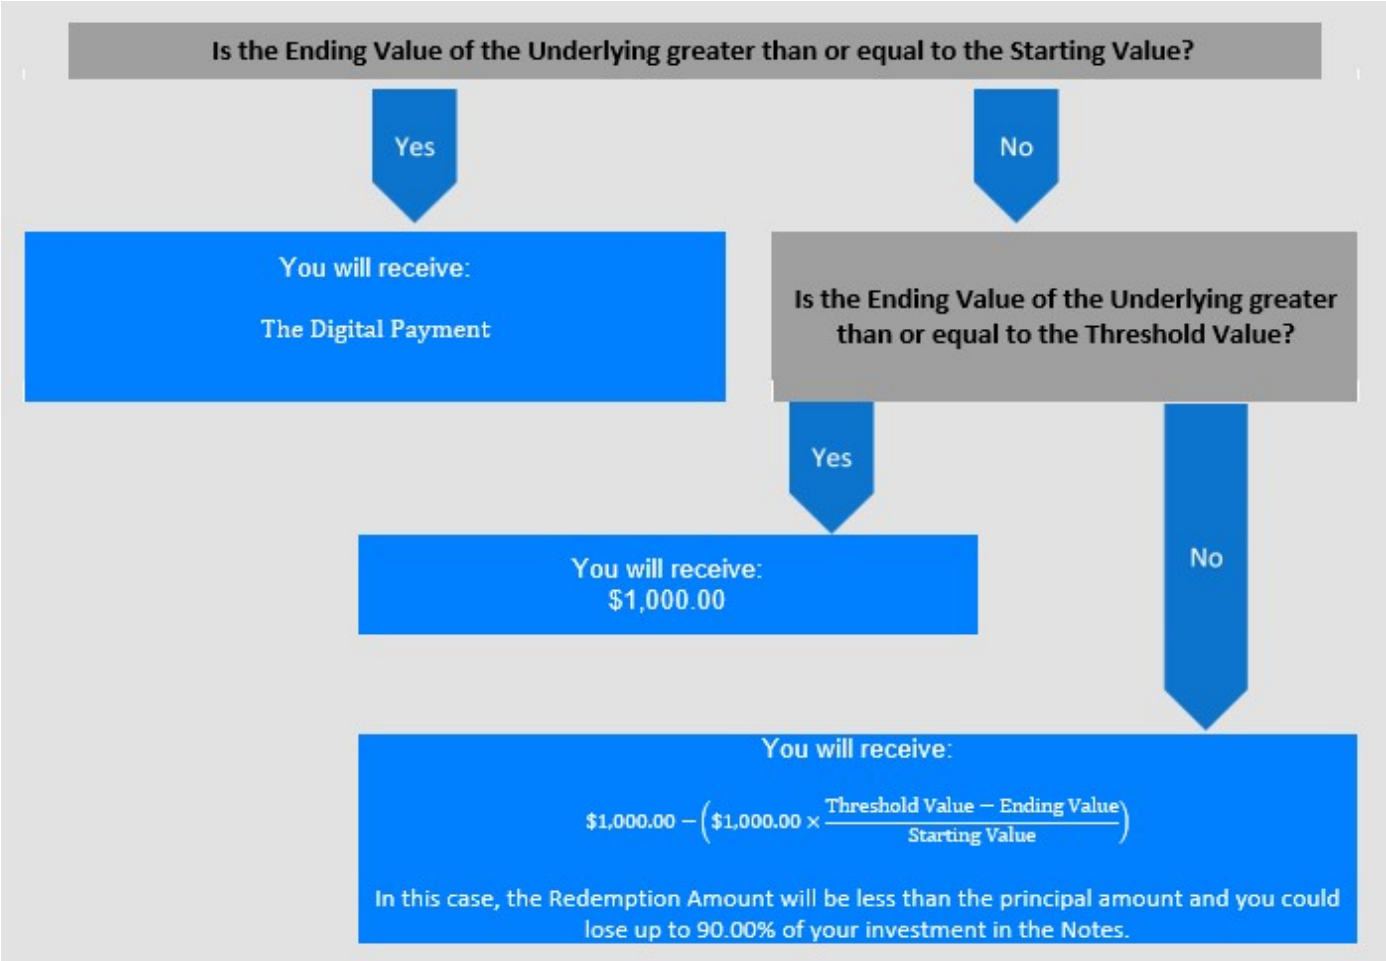 Is the Ending Value of the Underlying greater than or equal to the Starting Value?
Yes
No
You will receive:
The Digital Payment
Is the Ending Value of the Underlying greater
than or equal to the Threshold Value?
Yes
No
You will receive:
$1,000.00
You will receive:
$1,000.00 − ($1,000.00 × (Threshold Value − Ending Value) / Starting Value)
In this case, the Redemption Amount will be less than the principal amount and you could
lose up to 90.00% of your investment in the Notes.